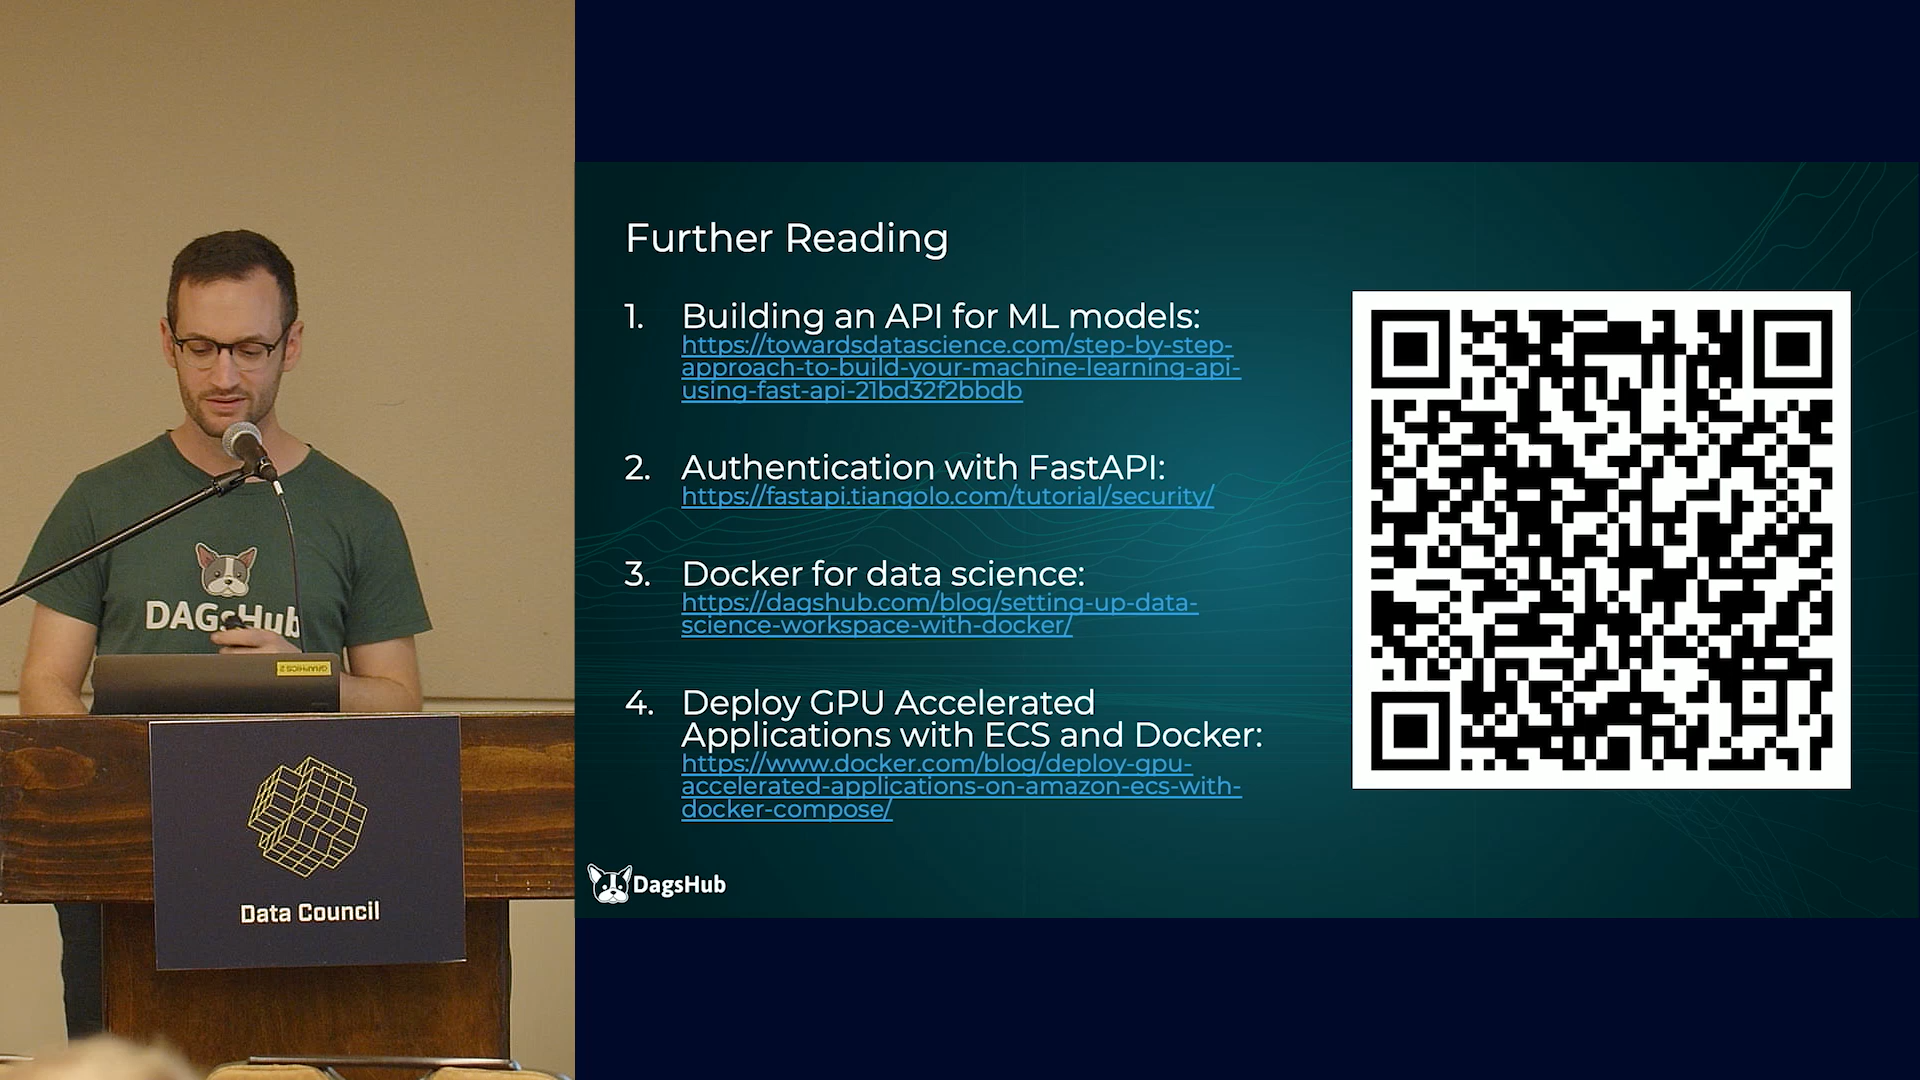 Further Reading
1. Building an API for ML models:
https://towardsdatascience.com/step-by-step-
approach-to-build-your-machine-learning-api-
using-fast-api-21bd32f2bbdb
2. Authentication with FastAPI:
https://fastapi.tiangolo.com/tutorial/security/
3. Docker for data science:
https://dagshub.com/blog/setting-up-data-
science-workspace-with-docker/
4. Deploy GPU Accelerated
Applications with ECS and Docker:
https://www.docker.com/blog/deploy-gpu-
accelerated-applications-on-amazon-ecs-with-
docker-compose/
DagsHub
DAGsHub
GRAPHICS 2
Data Council